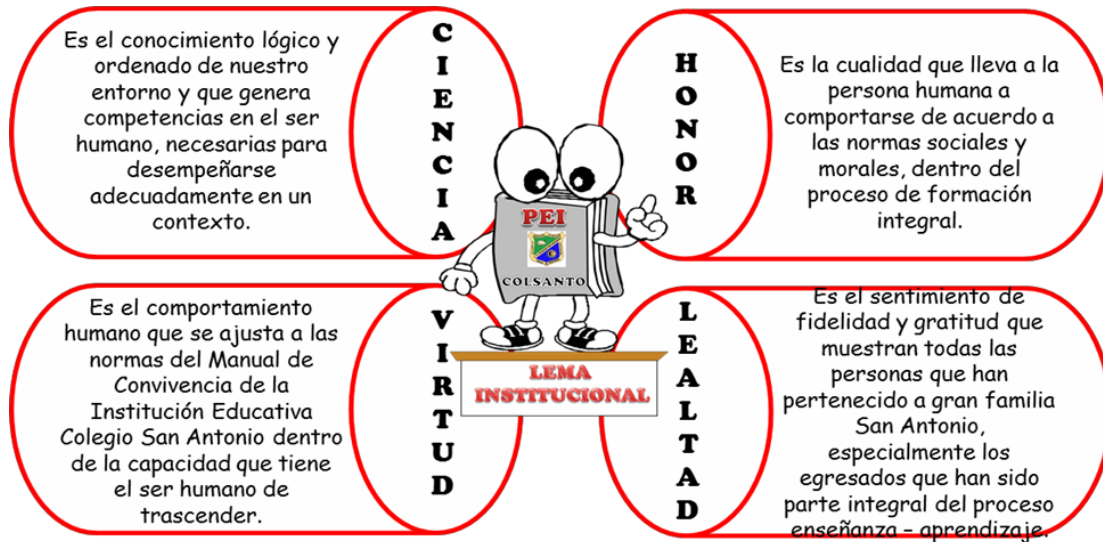 Es el conocimiento lógico y
ordenado de nuestro
entorno y que genera
competencias en el ser
humano, necesarias para
desempeñarse
adecuadamente en un
contexto.
CIENCIA
HONOR
Es la cualidad que lleva a la
persona humana a
comportarse de acuerdo a
las normas sociales y
morales, dentro del
proceso de formación
integral.
PEI
COLSANTO
Es el comportamiento
humano que se ajusta a las
normas del Manual de
Convivencia de la
Institución Educativa
Colegio San Antonio dentro
de la capacidad que tiene
el ser humano de
trascender.
VIRTUD
LEMA
INSTITUCIONAL
LEALTAD
Es el sentimiento de
fidelidad y gratitud que
muestran todas las
personas que han
pertenecido a gran familia
San Antonio,
especialmente los
egresados que han sido
parte integral del proceso
enseñanza – aprendizaje.